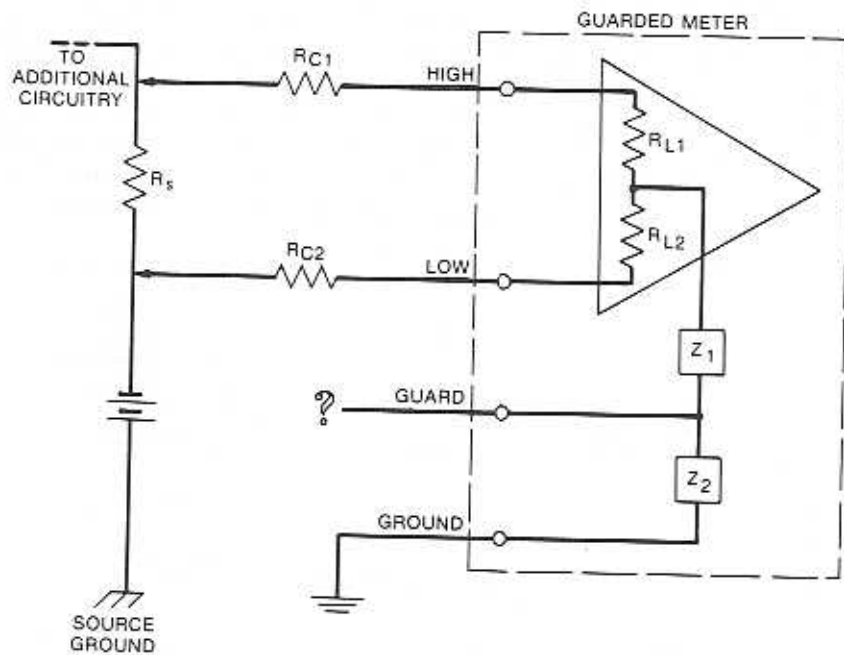 GUARDED METER
TO
ADDITIONAL
CIRCUITRY
RC1
HIGH
RL1
Rs
RL2
RC2
LOW
Z1
?
GUARD
Z2
GROUND
SOURCE
GROUND